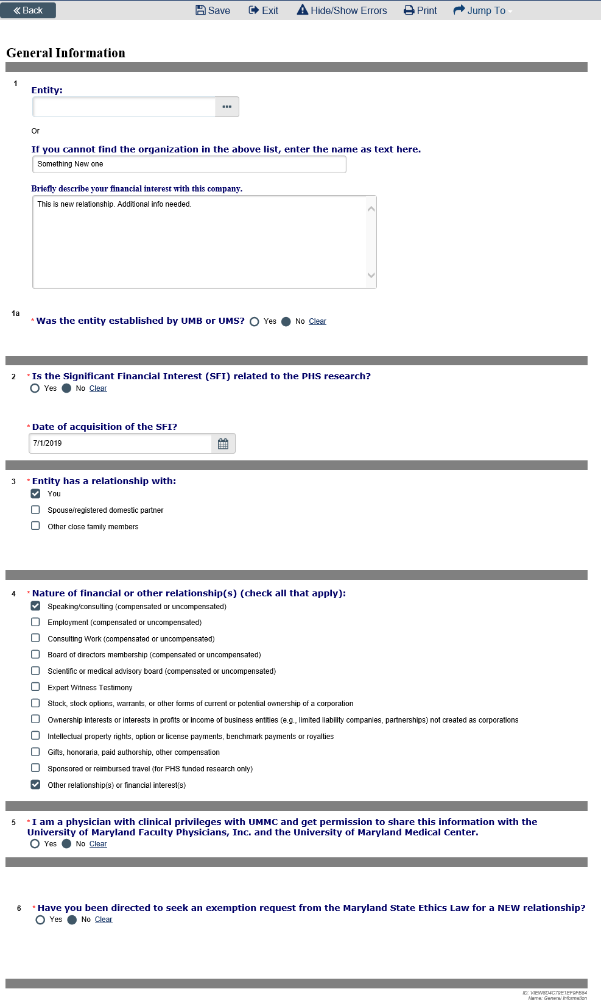 Back Save Exit Hide/Show Errors Print Jump To
General Information
1
Entity:
Or
If you cannot find the organization in the above list, enter the name as text here.
Something New one
Briefly describe your financial interest with this company.
This is new relationship. Additional info needed.
1a
* Was the entity established by UMB or UMS? Yes No Clear
2 * Is the Significant Financial Interest (SFI) related to the PHS research?
Yes No Clear
* Date of acquisition of the SFI?
7/1/2019
3 * Entity has a relationship with:
You
Spouse/registered domestic partner
Other close family members
4 * Nature of financial or other relationship(s) (check all that apply):
Speaking/consulting (compensated or uncompensated)
Employment (compensated or uncompensated)
Consulting Work (compensated or uncompensated)
Board of directors membership (compensated or uncompensated)
Scientific or medical advisory board (compensated or uncompensated)
Expert Witness Testimony
Stock, stock options, warrants, or other forms of current or potential ownership of a corporation
Ownership interests or interests in profits or income of business entities (e.g., limited liability companies, partnerships) not created as corporations
Intellectual property rights, option or license payments, benchmark payments or royalties
Gifts, honoraria, paid authorship, other compensation
Sponsored or reimbursed travel (for PHS funded research only)
Other relationship(s) or financial interest(s)
5 * I am a physician with clinical privileges with UMMC and get permission to share this information with the
University of Maryland Faculty Physicians, Inc. and the University of Maryland Medical Center.
Yes No Clear
6 * Have you been directed to seek an exemption request from the Maryland State Ethics Law for a NEW relationship?
Yes No Clear
ID: VIEW8D4C79E1EF9FB54
Name: General Information